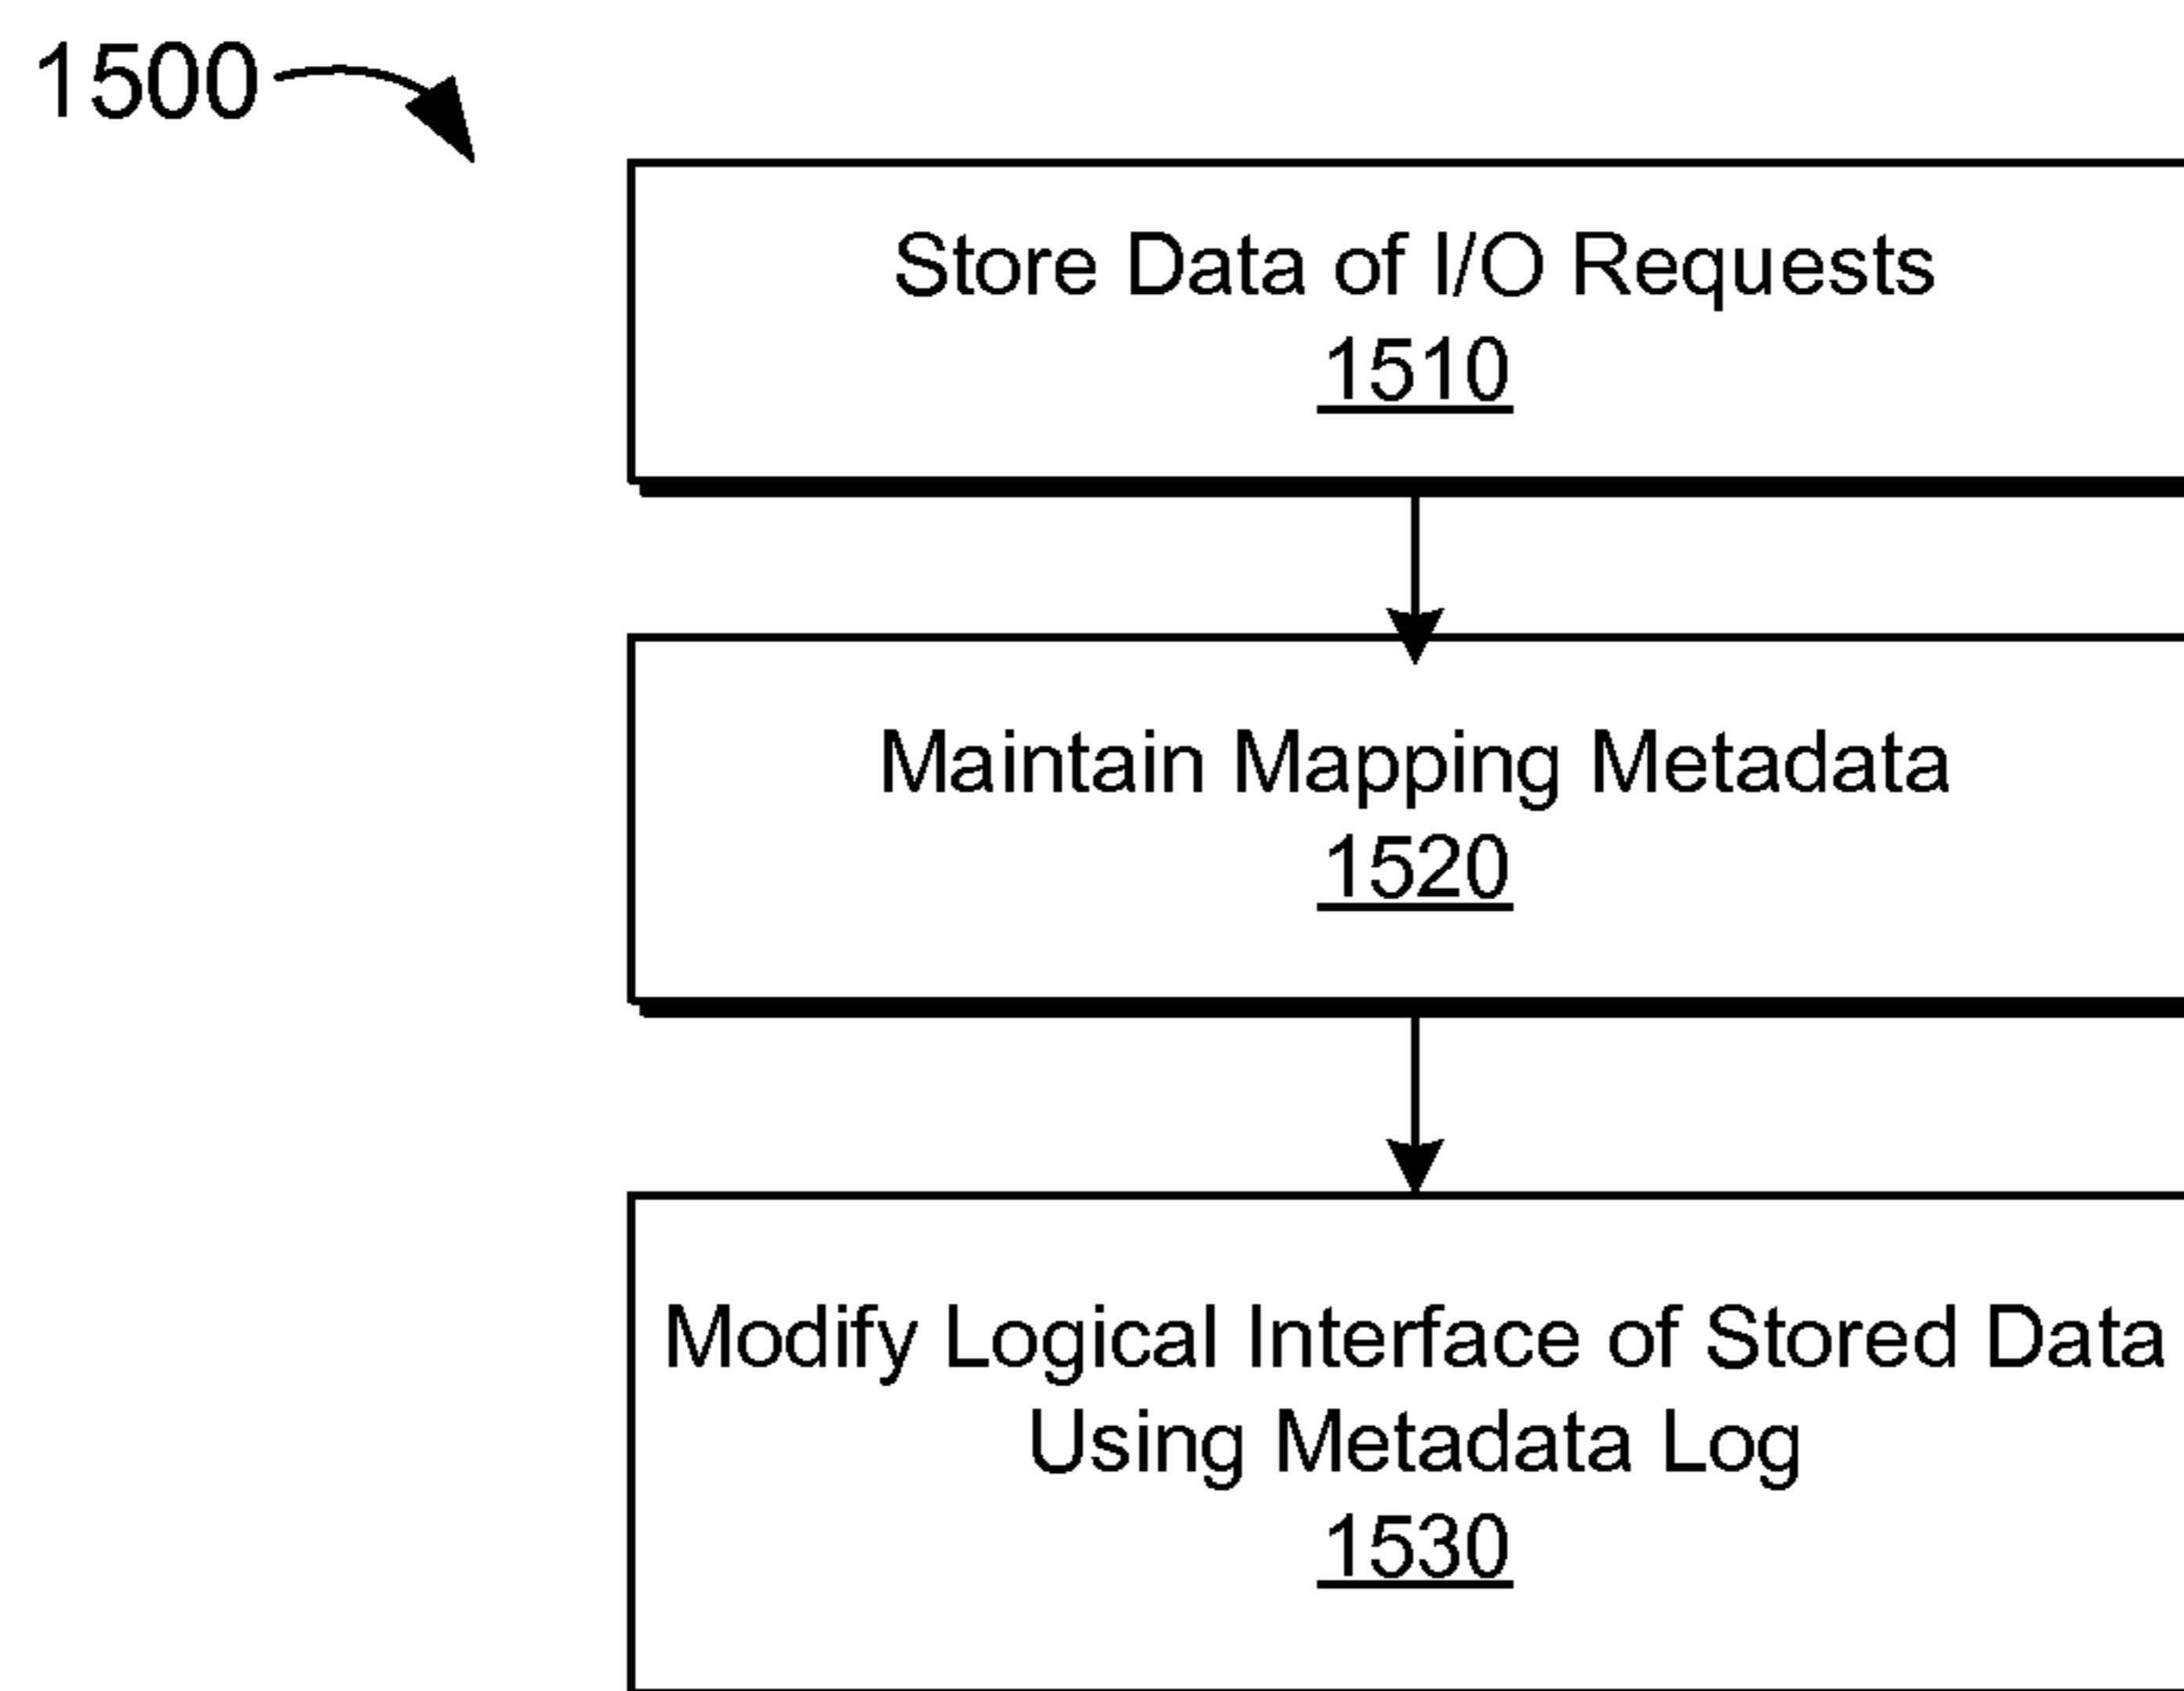 1500
Store Data of I/O Requests
1510
Maintain Mapping Metadata
1520
Modify Logical Interface of Stored Data
Using Metadata Log
1530